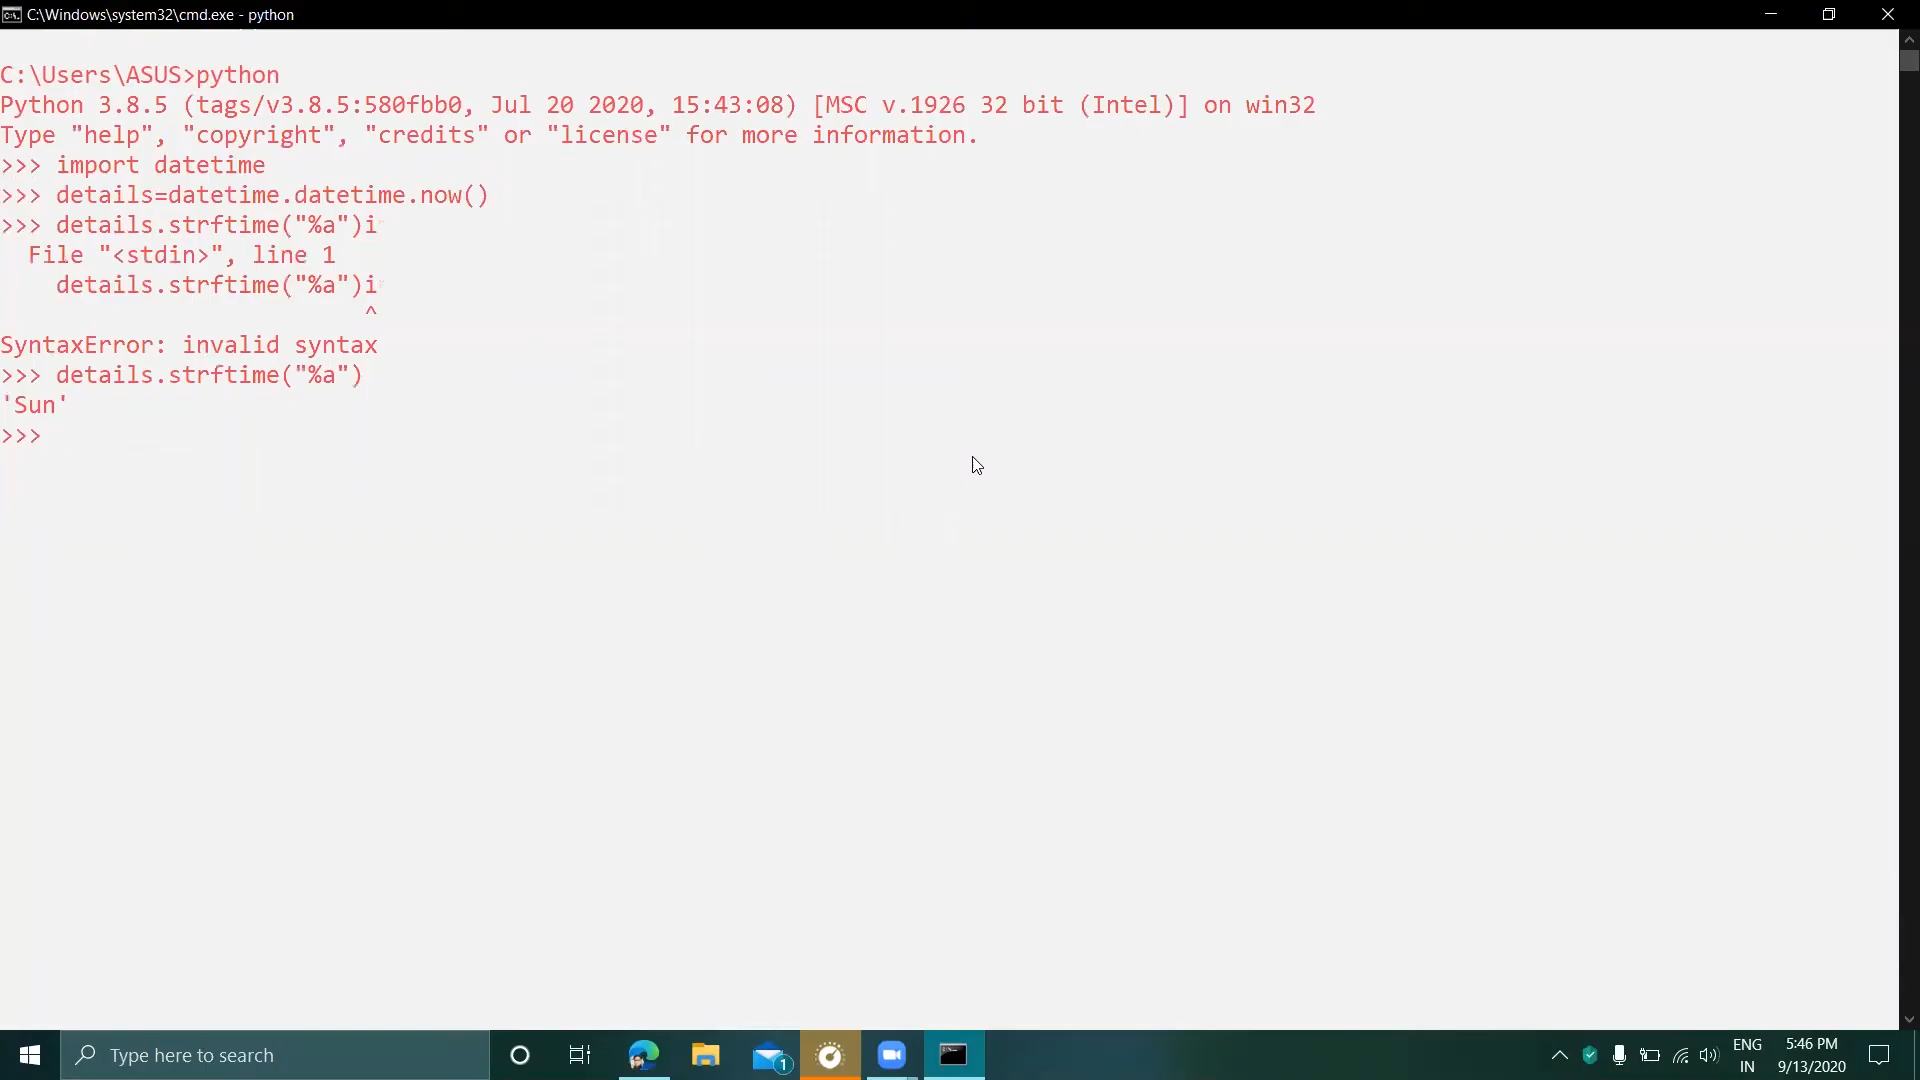 C:\Windows\system32\cmd.exe - python
C:\Users\ASUS>python
Python 3.8.5 (tags/v3.8.5:580fbb0, Jul 20 2020, 15:43:08) [MSC v.1926 32 bit (Intel)] on win32
Type "help", "copyright", "credits" or "license" for more information.
>>> import datetime
>>> details=datetime.datetime.now()
>>> details.strftime("%a")i
  File "<stdin>", line 1
    details.strftime("%a")i
                          ^
SyntaxError: invalid syntax
>>> details.strftime("%a")
'Sun'
>>>
Type here to search
1
ENG
IN
5:46 PM
9/13/2020